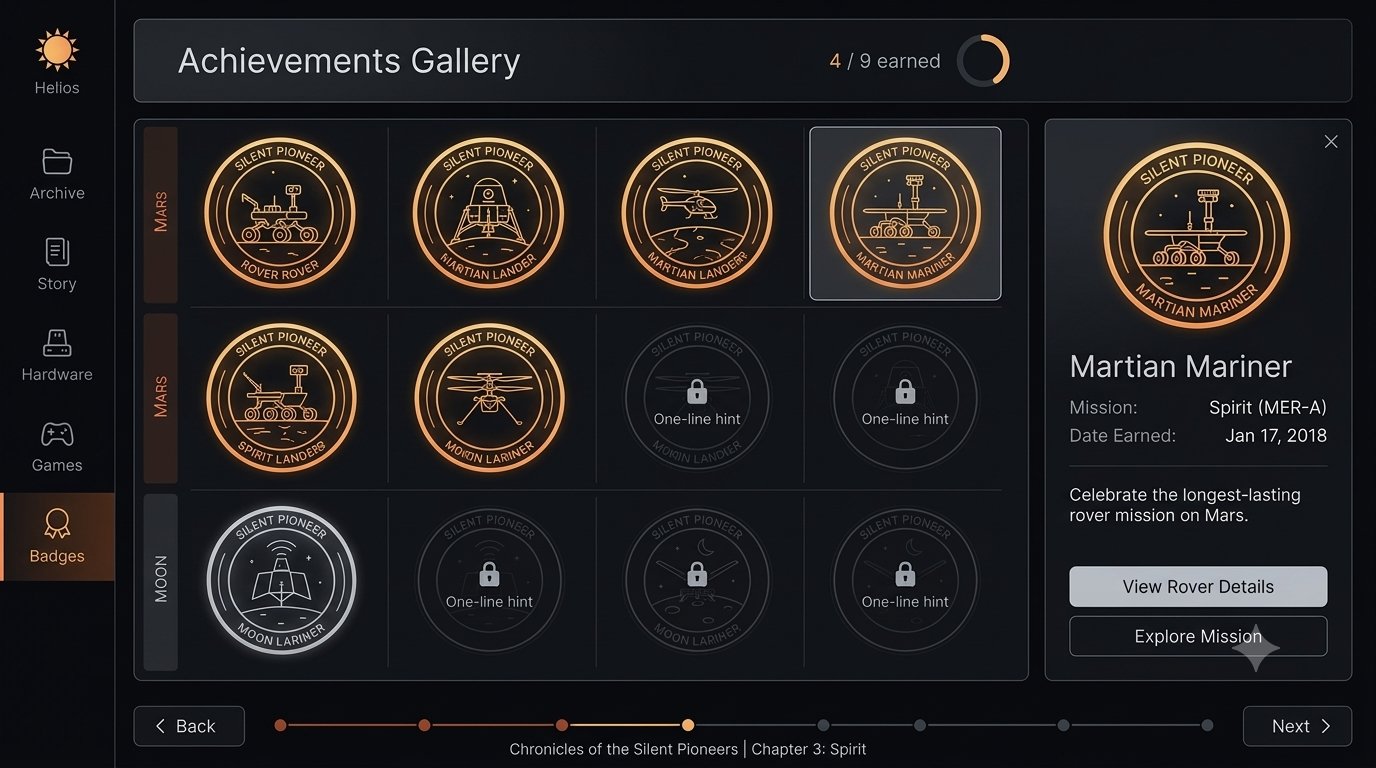 Helios
Archive
Story
Hardware
Games
Badges
Achievements Gallery
4 / 9 earned
MARS
SILENT PIONEER
ROVER ROVER
SILENT PIONEER
MARTIAN LANDER
SILENT PIONEER
MARTIAN LANDERR
SILENT PIONEER
MARTIAN MARINER
MARS
SILENT PIONEER
SPIRIT LANDERS
SILENT PIONEER
LARINER
SILENT PIONEER
One-line hint
SILENT PIONEER
One-line hint
MOON
SILENT PIONEER
MOON LARINER
SILENT PIONEER
One-line hint
SILENT PIONEER
MOON
SILENT PIONEER
One-line hint
SILENT PIONEER
MARTIAN MARINER
Martian Mariner
Mission: Spirit (MER-A)
Date Earned: Jan 17, 2018
Celebrate the longest-lasting
rover mission on Mars.
View Rover Details
Explore Mission
Back
Chronicles of the Silent Pioneers | Chapter 3: Spirit
Next